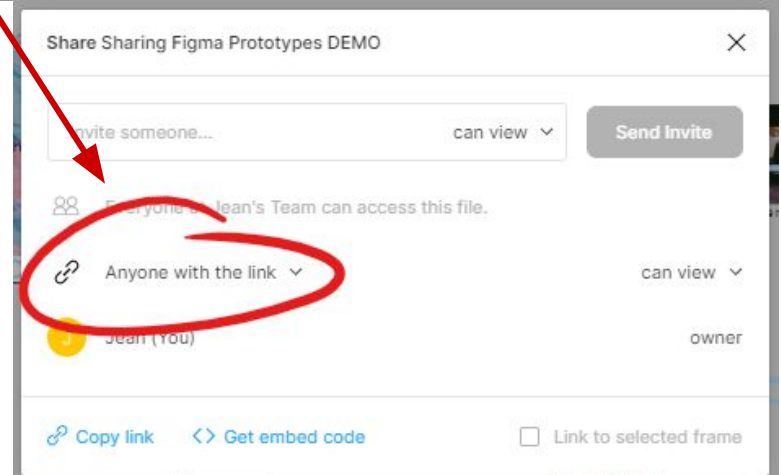 Share Sharing Figma Prototypes DEMO
Invite someone... can view
Send Invite
Everyone at Jean's Team can access this file.
Anyone with the link can view
J Jean (You) owner
Copy link <> Get embed code Link to selected frame